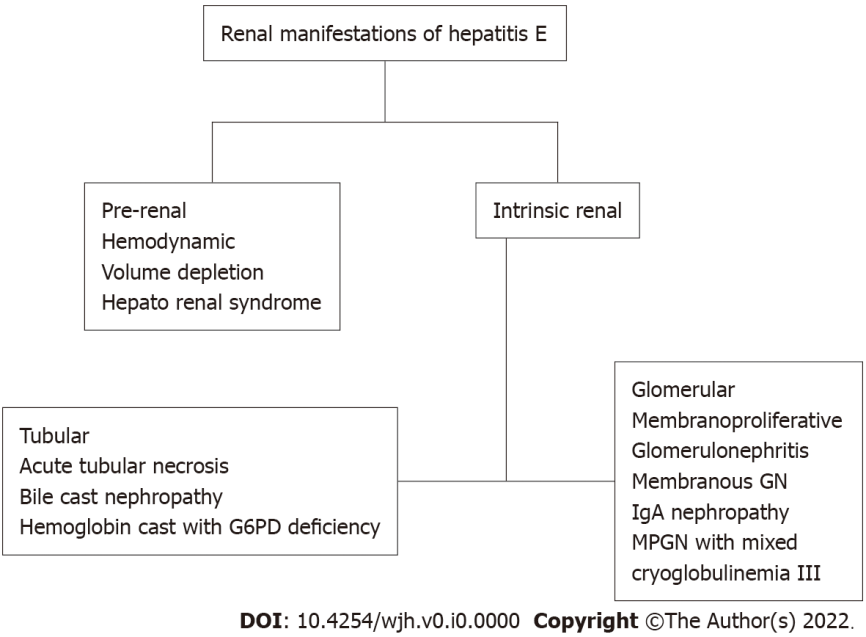 Renal manifestations of hepatitis E
Pre-renal
Hemodynamic
Volume depletion
Hepato renal syndrome
Intrinsic renal
Tubular
Acute tubular necrosis
Bile cast nephropathy
Hemoglobin cast with G6PD deficiency
Glomerular
Membranoproliferative
Glomerulonephritis
Membranous GN
IgA nephropathy
MPGN with mixed
cryoglobulinemia III
DOI: 10.4254/wjh.v0.i0.0000 Copyright ©The Author(s) 2022.